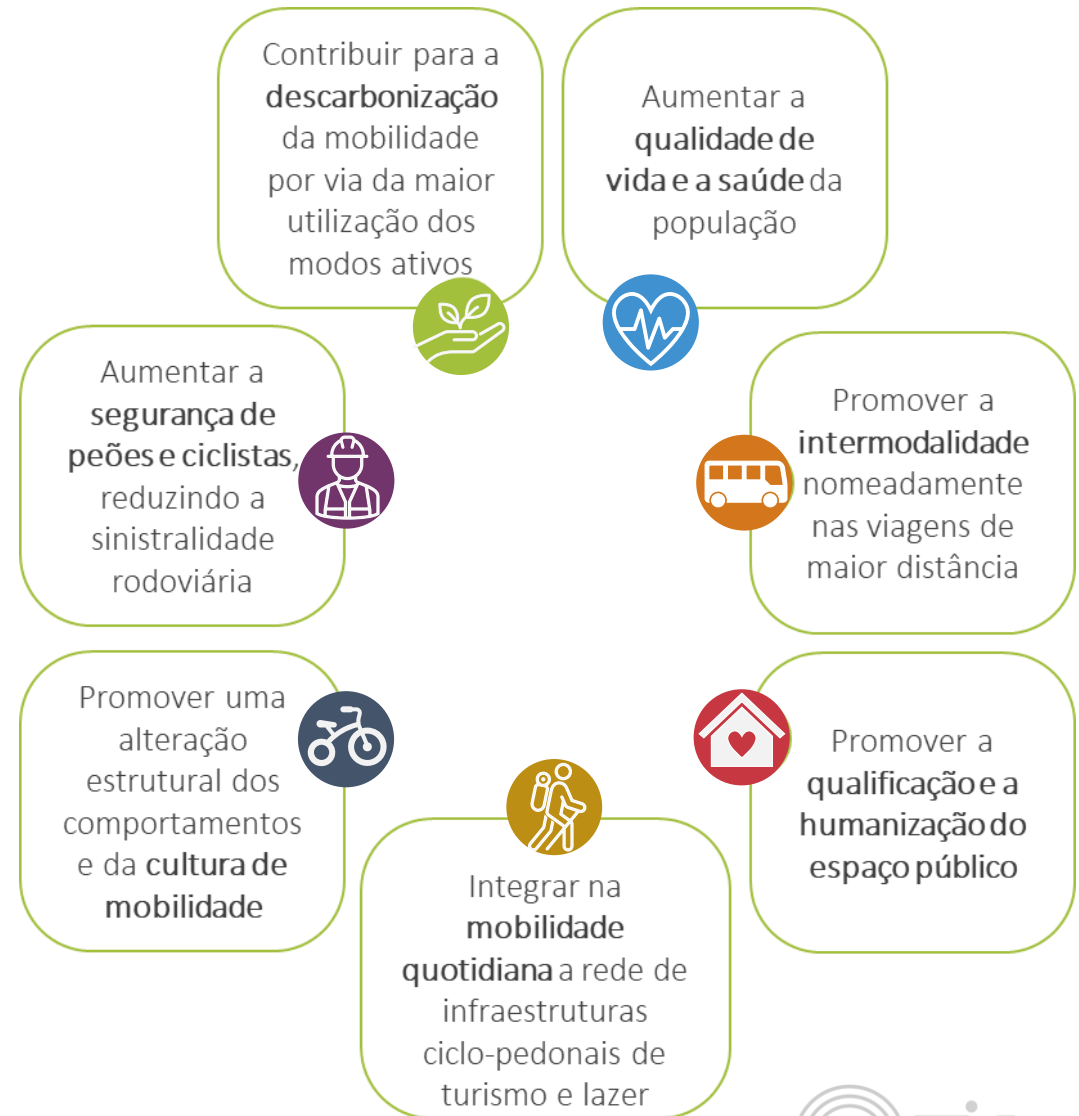 Contribuir para a
descarbonização
da mobilidade
por via da maior
utilização dos
modos ativos
Aumentar a
qualidade de
vida e a saúde da
população
Aumentar a
segurança de
peões e ciclistas,
reduzindo a
sinistralidade
rodoviária
Promover a
intermodalidade
nomeadamente
nas viagens de
maior distância
Promover uma
alteração
estrutural dos
comportamentos
e da cultura de
mobilidade
Promover a
qualificação e a
humanização do
espaço público
Integrar na
mobilidade
quotidiana a rede de
infraestruturas
ciclo-pedonais de
turismo e lazer